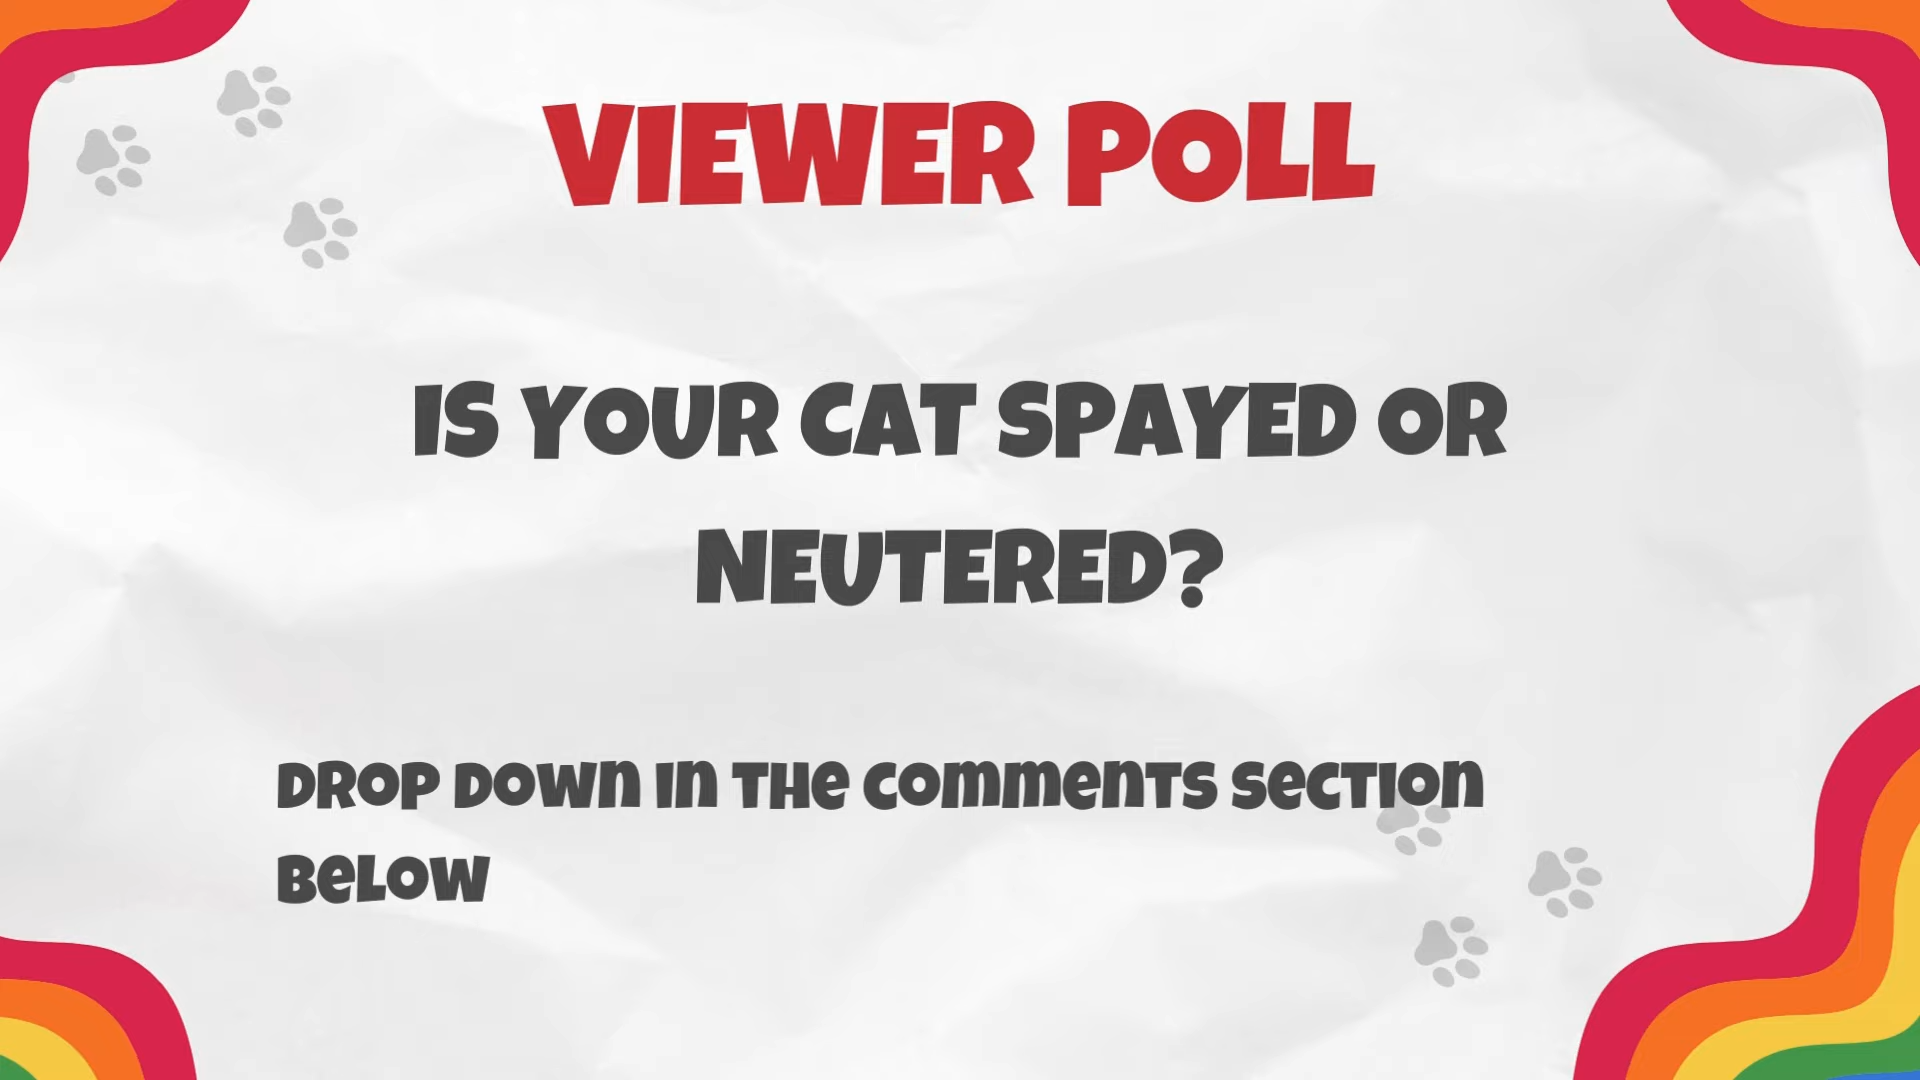 VIEWER POLL
IS YOUR CAT SPAYED OR
NEUTERED?
DROP DOWN IN THE COMMENTS SECTION
BELOW